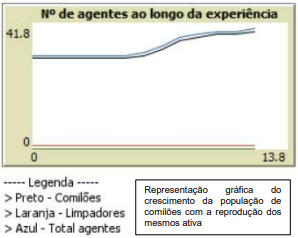 Nº de agentes ao longo da experiência
41.8
0
0
13.8
----- Legenda -----
> Preto - Comilões
> Laranja - Limpadores
> Azul - Total agentes
Representação gráfica do
crescimento da população de
comilões com a reprodução dos
mesmos ativa